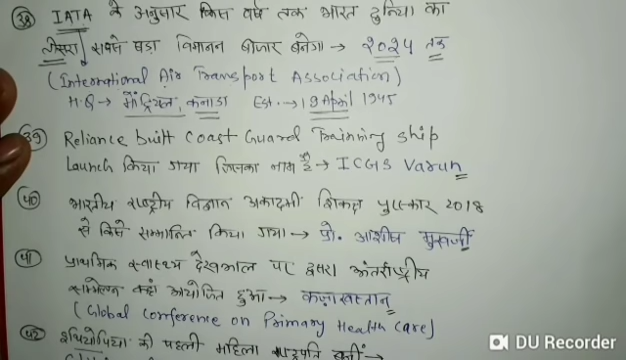 (38) IATA के अनुसार किस वर्ष तक भारत दुनिया का
तीसरा सबसे बड़ा विमानन बाजार बनेगा → 2024 तक
(International Air Transport Association)
H.Q → मॉट्रियल, कनाडा Est. → 19 April 1945
(39) Reliance built Coast Guard Trainning ship
Launch किया गया जिसका नाम है → ICGS Varun
(40) भारतीय राष्ट्रीय विज्ञान अकादमी शिक्षक पुरस्कार 2018
से किसे सम्मानित किया गया → प्रो. आशीष मुखर्जी
(41) प्राथमिक स्वास्थ्य देखभाल पर दूसरा अंतर्राष्ट्रीय
सम्मेलन कहां आयोजित हुआ → कज़ाखस्तान
(Global Conference on Primary Health Care)
(42) इथियोपिया की पहली महिला राष्ट्रपति बनीं →
DU Recorder